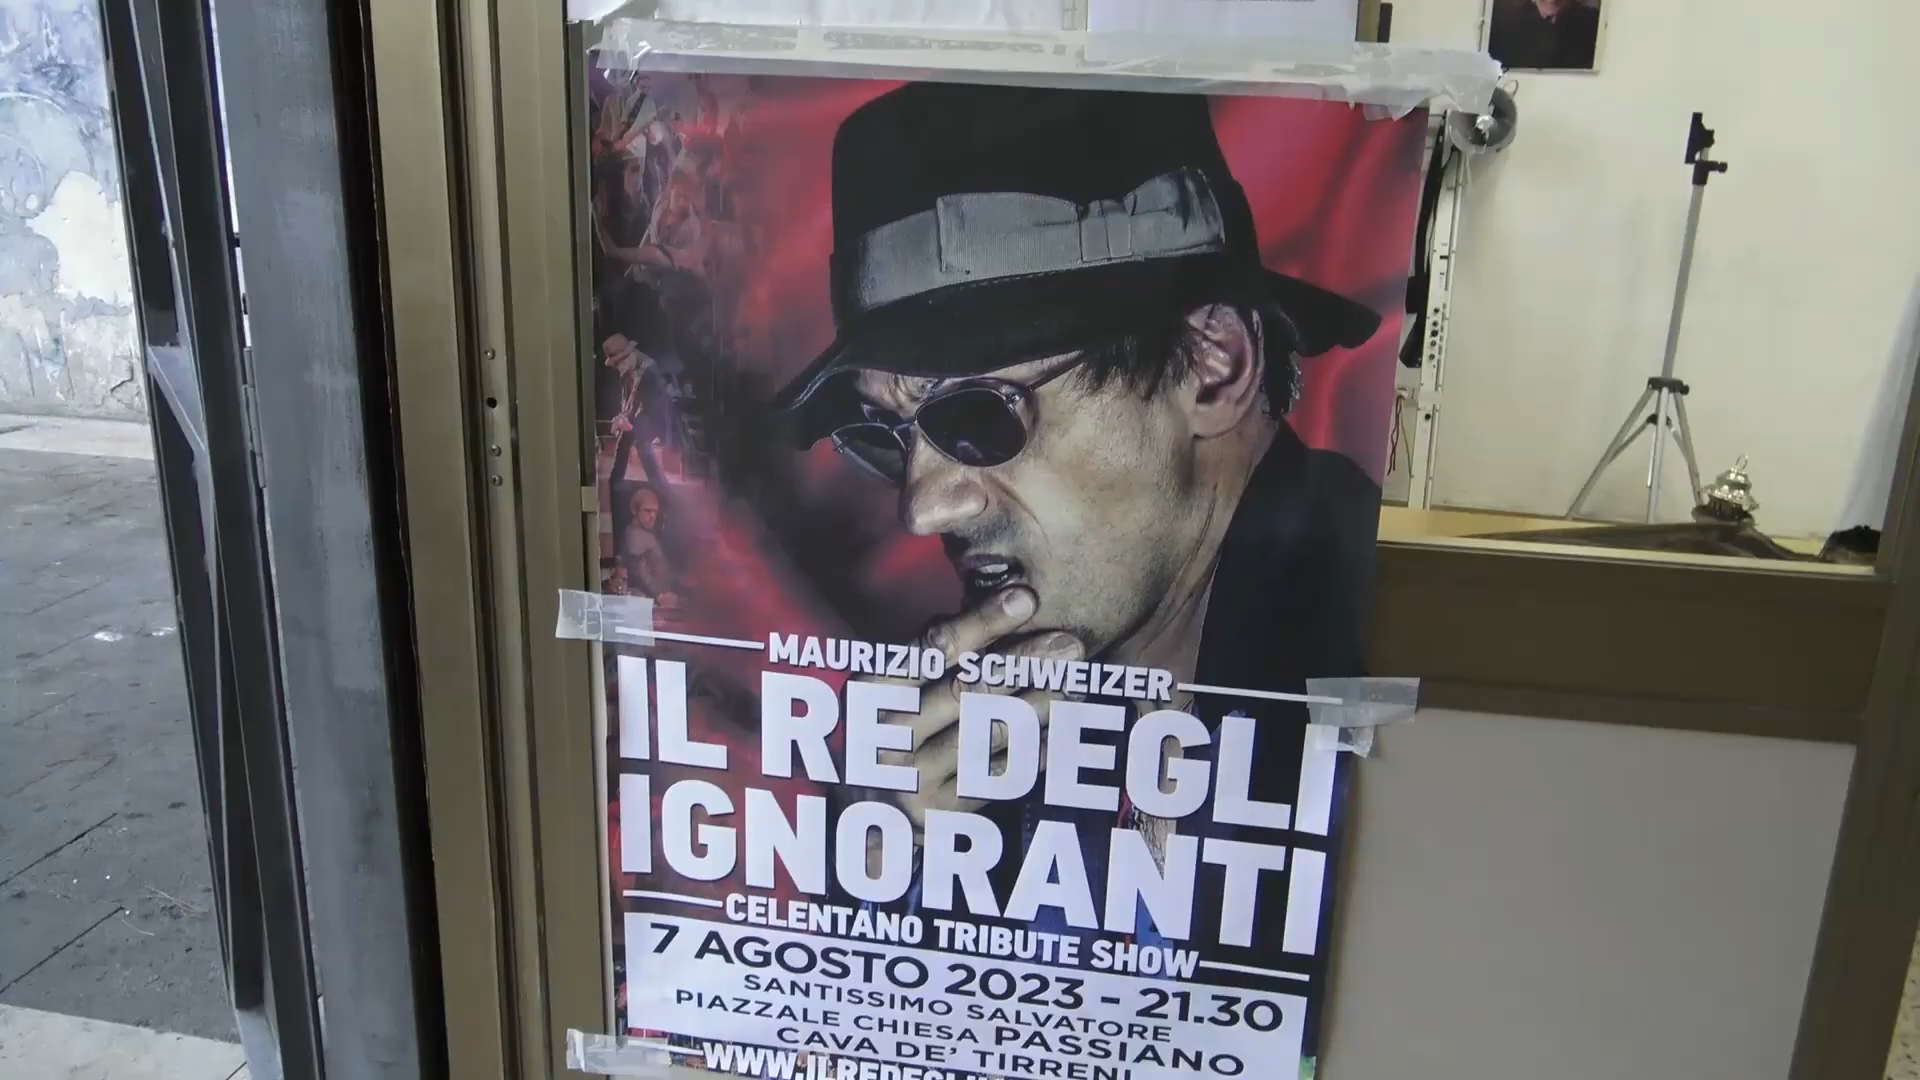 MAURIZIO SCHWEIZER
IL RE DEGLI
IGNORANTI
CELENTANO TRIBUTE SHOW
7 AGOSTO 2023 - 21.30
SANTISSIMO SALVATORE
PIAZZALE CHIESA PASSIANO
CAVA DE' TIRRENI